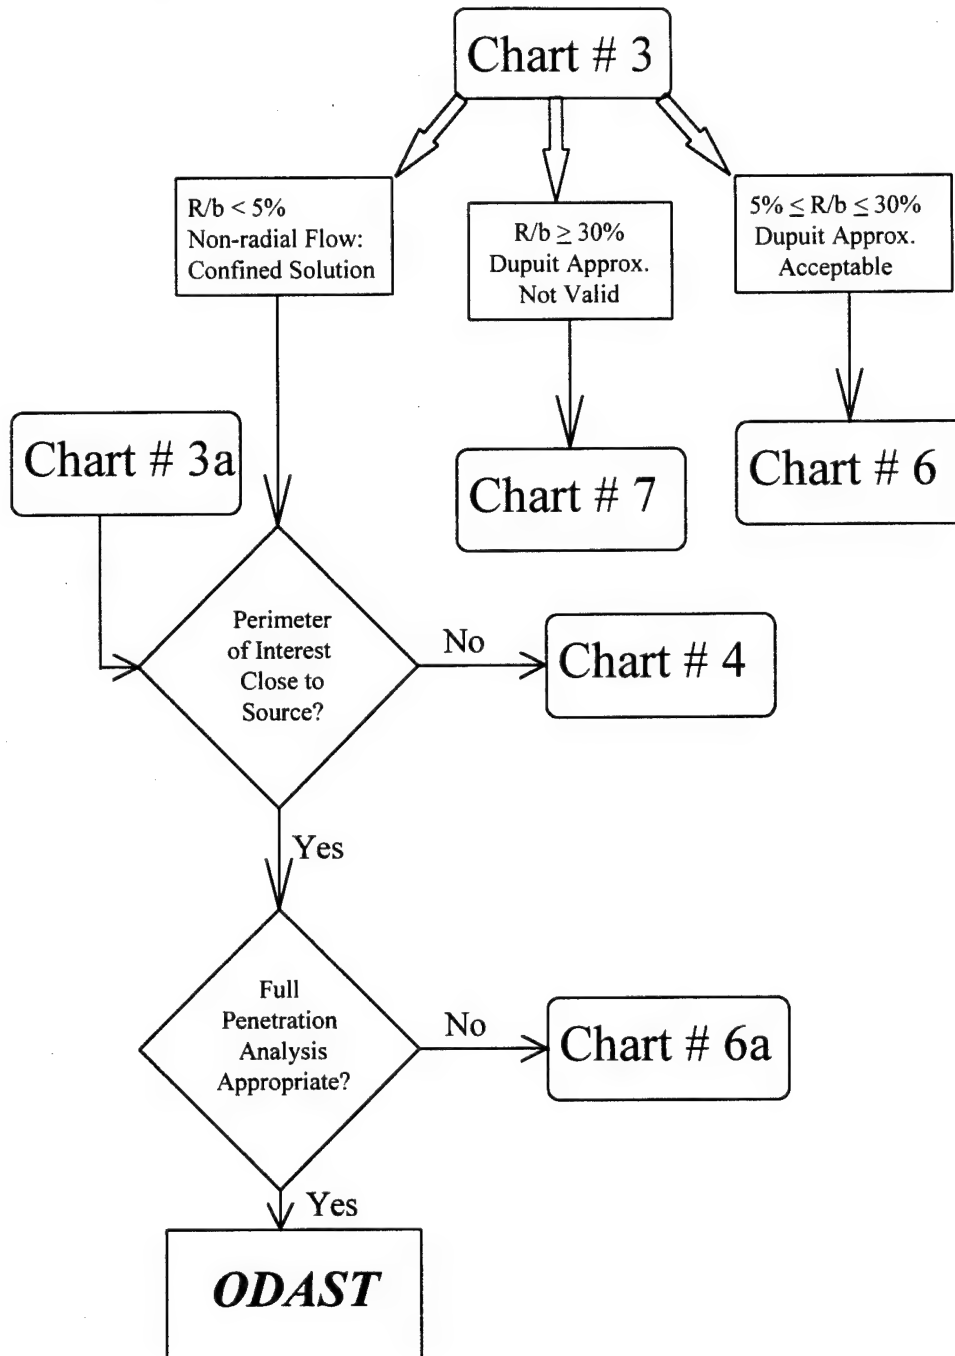 Chart # 3
R/b < 5%
Non-radial Flow:
Confined Solution
R/b ≥ 30%
Dupuit Approx.
Not Valid
5% ≤ R/b ≤ 30%
Dupuit Approx.
Acceptable
Chart # 3a
Chart # 7
Chart # 6
Perimeter
of Interest
Close to
Source?
No
Chart # 4
Yes
Full
Penetration
Analysis
Appropriate?
No
Chart # 6a
Yes
ODAST